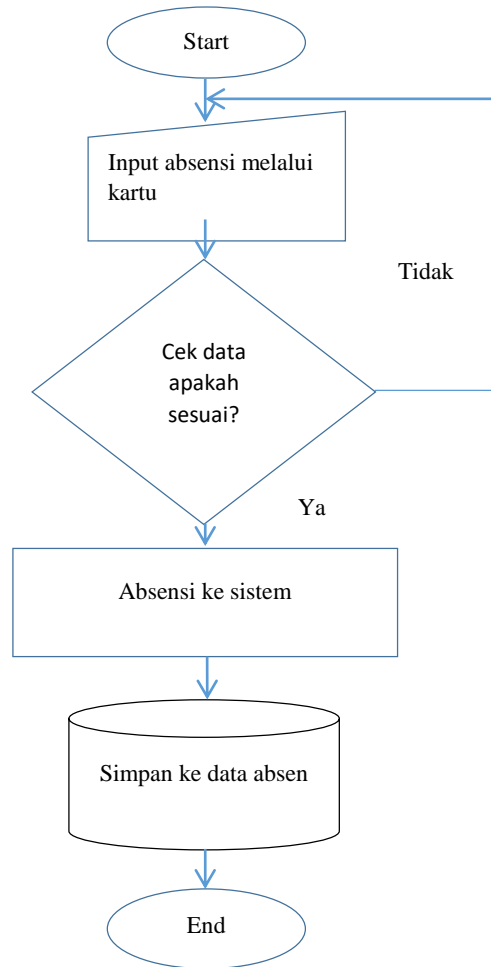 Start
Input absensi melalui
kartu
Tidak
Cek data
apakah
sesuai?
Ya
Absensi ke sistem
Simpan ke data absen
End